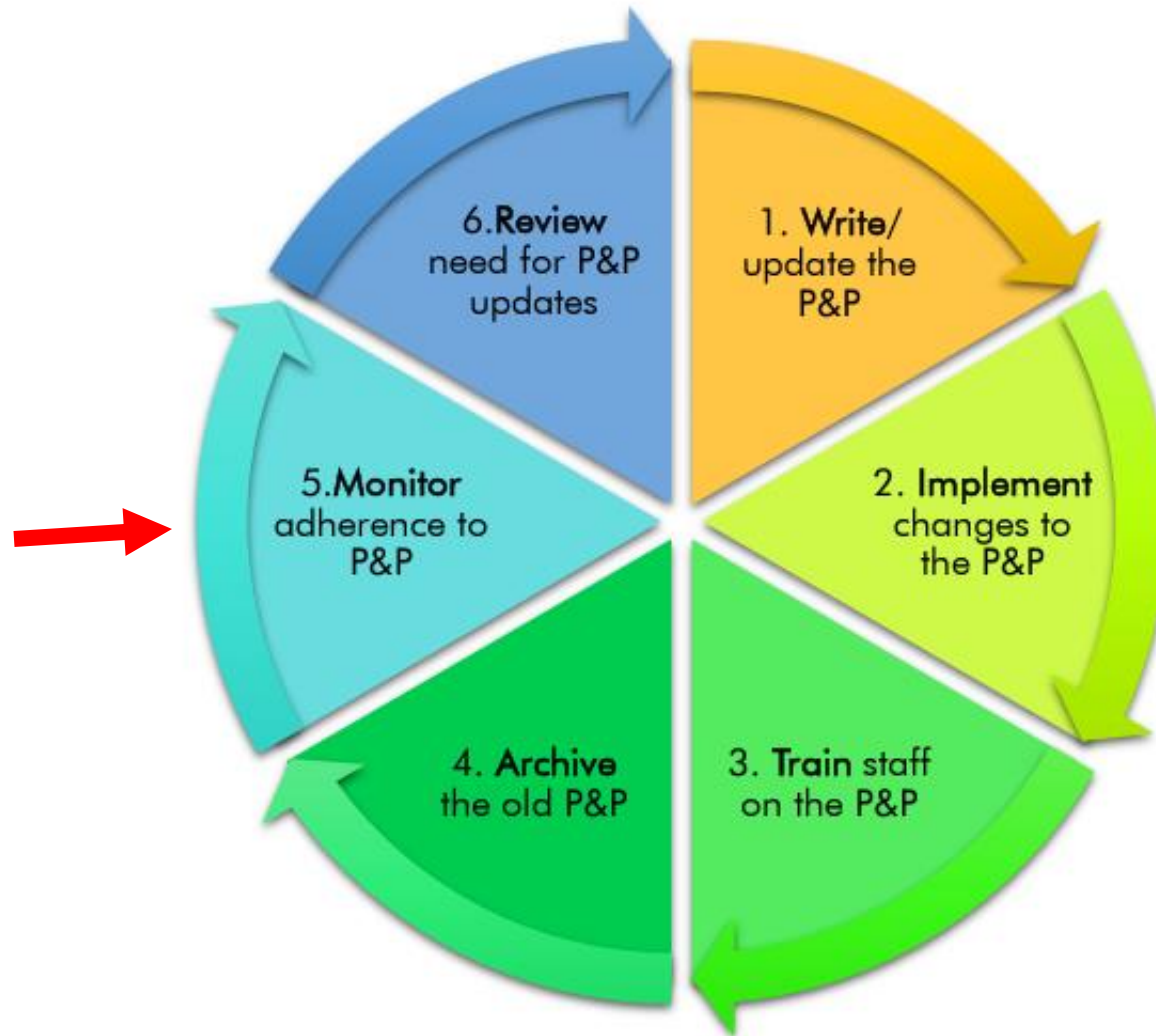 1. Write/
update the
P&P
2. Implement
changes to
the P&P
3. Train staff
on the P&P
4. Archive
the old P&P
5.Monitor
adherence to
P&P
6.Review
need for P&P
updates